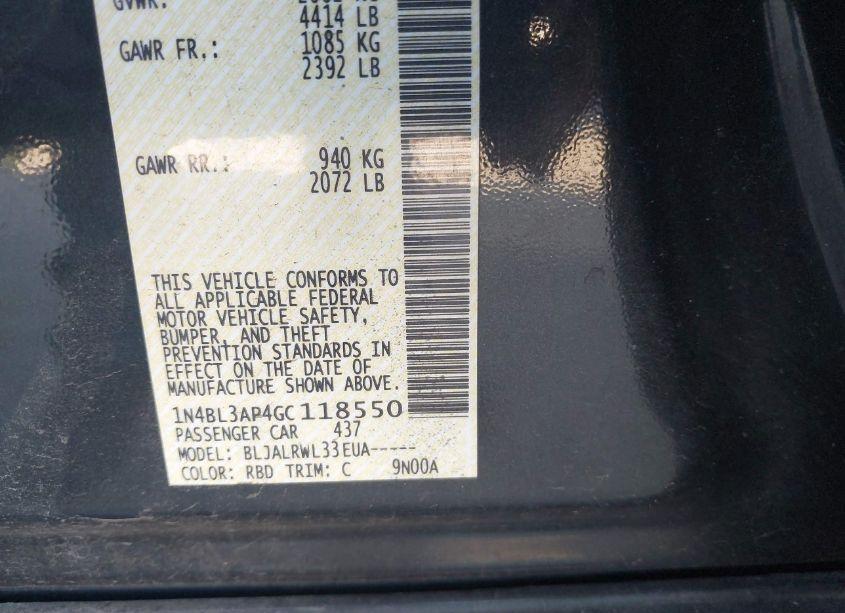 GVWR:
4414 LB
GAWR FR.: 1085 KG
2392 LB
GAWR RR.: 940 KG
2072 LB
THIS VEHICLE CONFORMS TO
ALL APPLICABLE FEDERAL
MOTOR VEHICLE SAFETY,
BUMPER, AND THEFT
PREVENTION STANDARDS IN
EFFECT ON THE DATE OF
MANUFACTURE SHOWN ABOVE.
1N4BL3AP4GC118550
PASSENGER CAR 437
MODEL: BLJALRWL33EUA-----
COLOR: RBD TRIM: C 9N00A